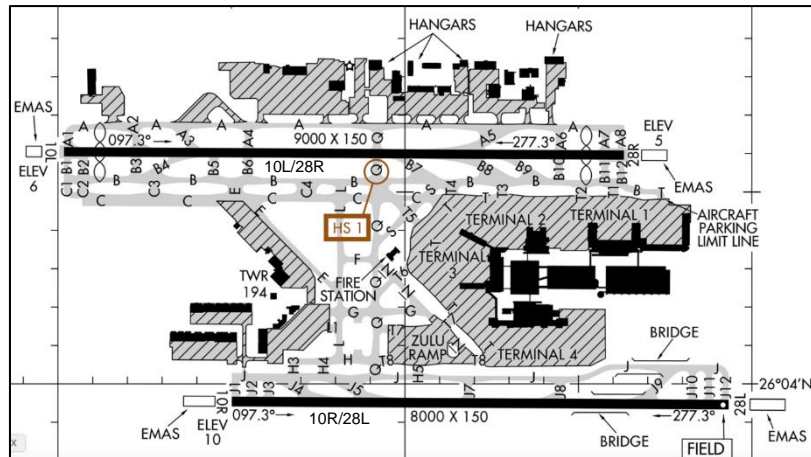 HANGARS
HANGARS
EMAS
A1
A
A2
097.3°
A
A3
A
A4
9000 X 150
Q
A
A5
277.3°
A6
A7
A8
ELEV
5
10L
10L/28R
28R
ELEV
6
B1
B2
B
B3
B4
B5
B
B6
B
Q
B7
B8
B
B9
B10
B11
B12
B
EMAS
C1
C2
C
C3
C
E
C
C4
L
C
C
S
T4
T
T3
T2
T1
T
AIRCRAFT
PARKING
LIMIT LINE
HS 1
L
Q
S
T5
TERMINAL 2
TERMINAL 1
E
F
T
TERMINAL
3
TWR
194
E
FIRE
STATION
N
T6
N
Q
G
Q
G
T
L1
L
T7
ZULU
RAMP
Z
BRIDGE
H3
H4
H
Q
T8
H5
T8
TERMINAL 4
J
J1
J2
J3
J
J4
J5
J
J7
J
J8
J
J9
J10
J11
J12
26°04'N
EMAS
10R
097.3°
10R/28L
8000 X 150
277.3°
28L
ELEV
10
BRIDGE
FIELD
EMAS
x